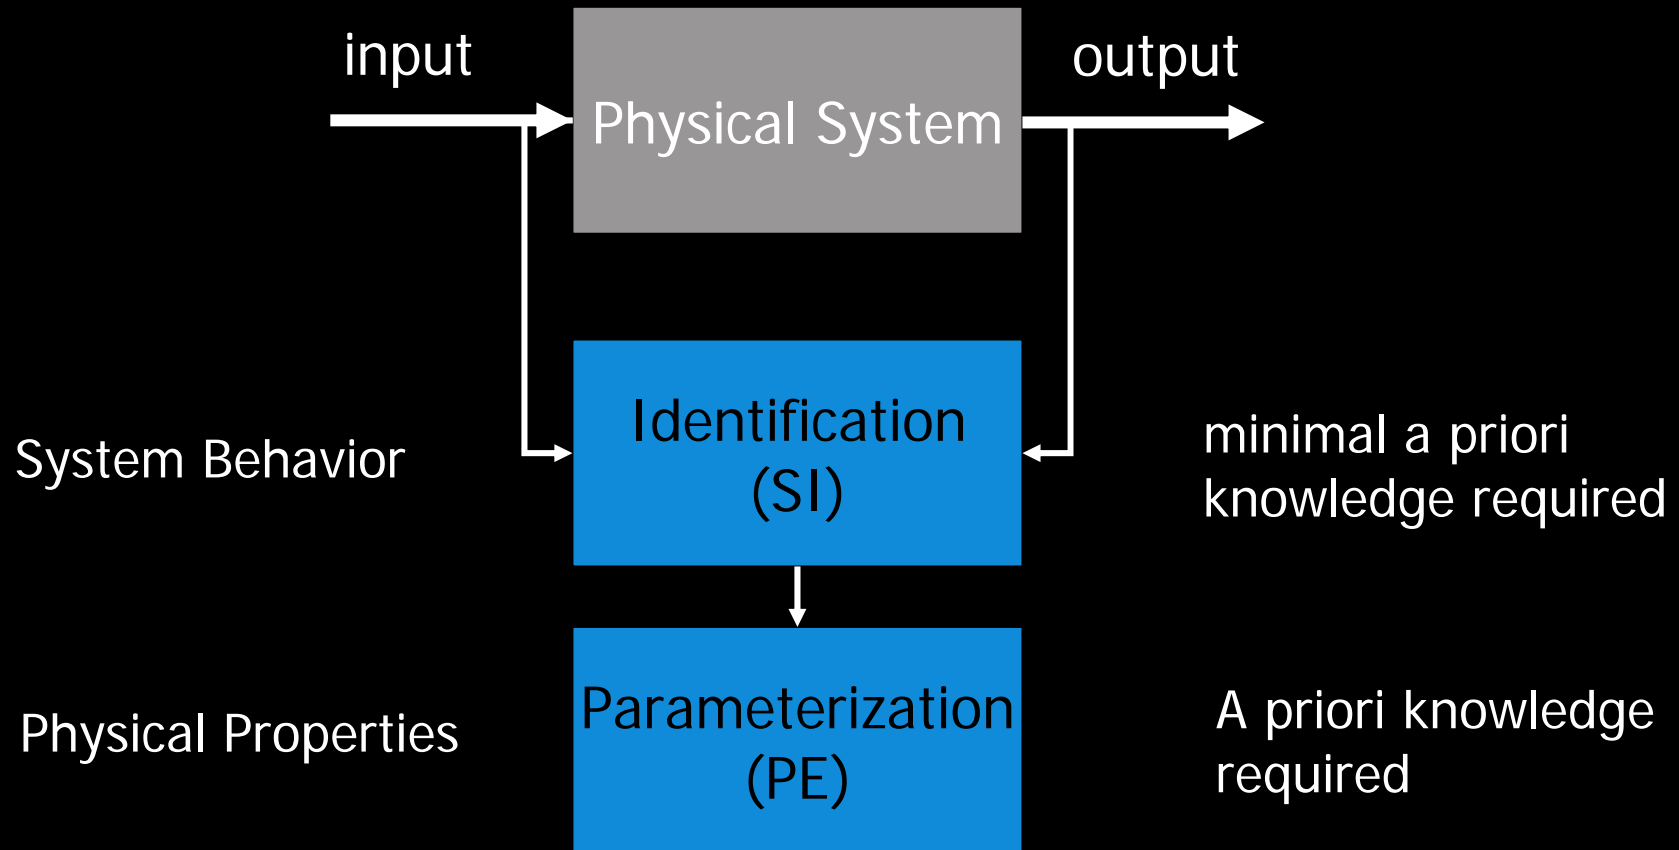 input
output
Physical System
Identification
(SI)
System Behavior
minimal a priori
knowledge required
Parameterization
(PE)
Physical Properties
A priori knowledge
required